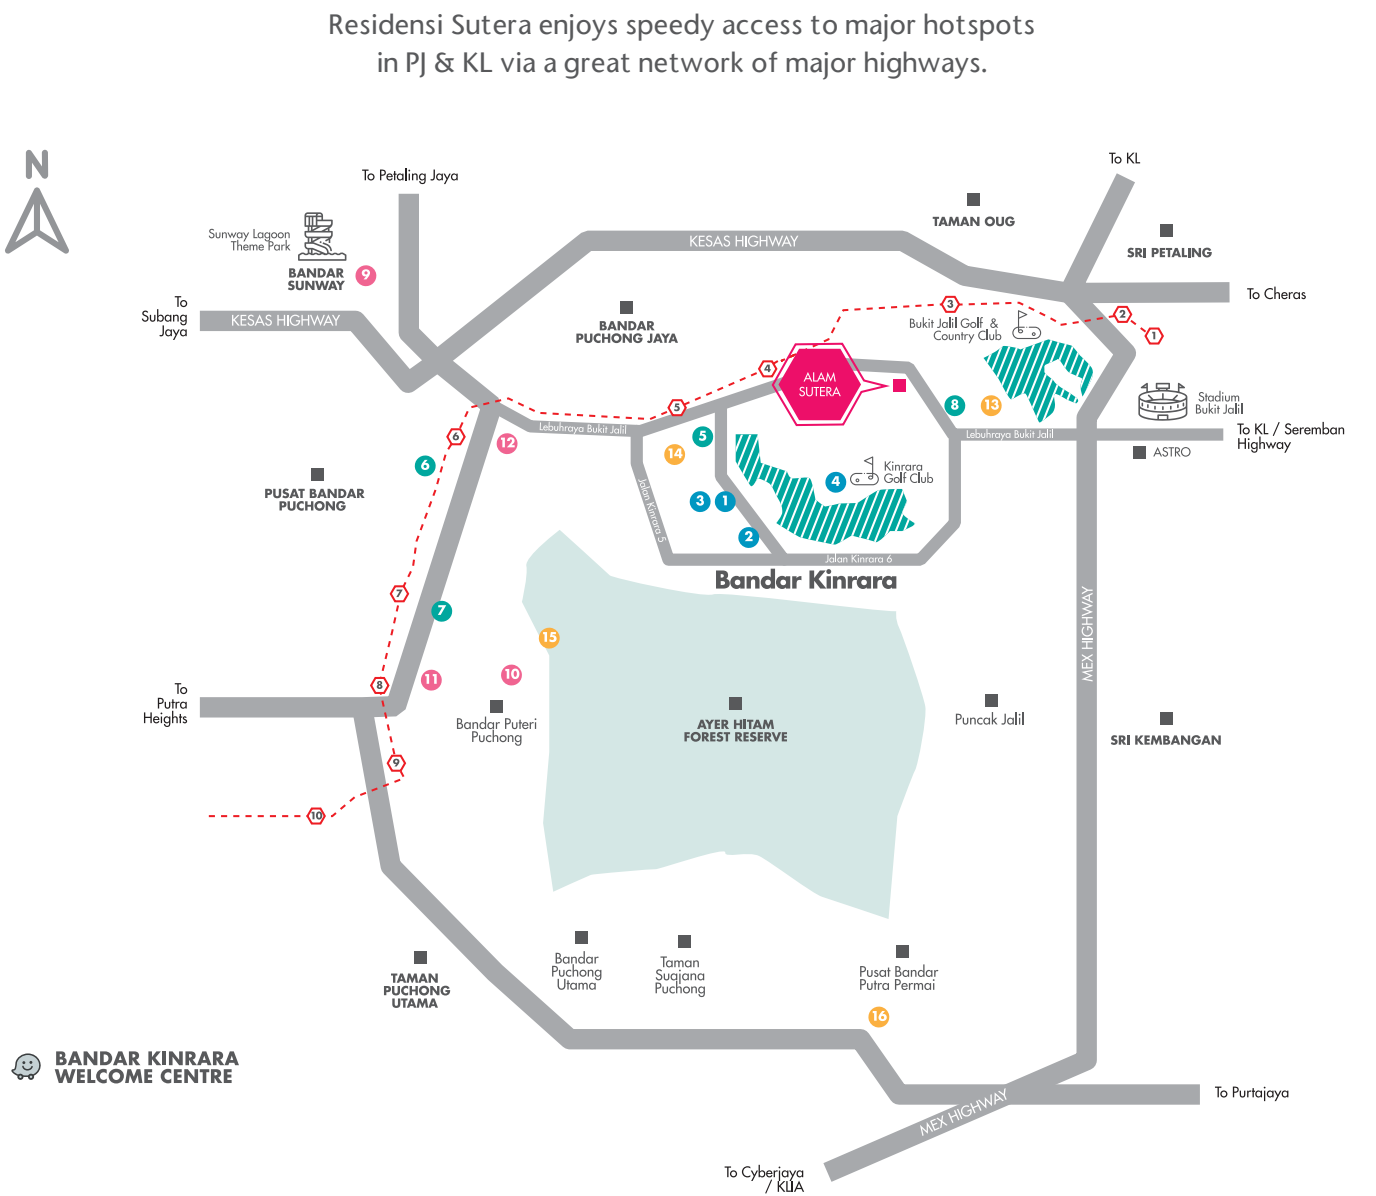 Residensi Sutera enjoys speedy access to major hotspots
in PJ & KL via a great network of major highways.
N
To Petaling Jaya
To KL
Sunway Lagoon
Theme Park
BANDAR
SUNWAY
9
KESAS HIGHWAY
TAMAN OUG
SRI PETALING
To
Subang
Jaya
KESAS HIGHWAY
BANDAR
PUCHONG JAYA
To Cheras
3
2
1
Bukit Jalil Golf &
Country Club
4
ALAM
SUTERA
5
6
8
13
Stadium
Bukit Jalil
Lebuhraya Bukit Jalil
Lebuhraya Bukit Jalil
To KL / Seremban
Highway
ASTRO
12
5
14
6
PUSAT BANDAR
PUCHONG
Kinrara
Golf Club
4
3
1
2
Jalan Kinrara 5
Jalan Kinrara 6
Bandar Kinrara
7
7
15
MEX HIGHWAY
8
11
10
To
Putra
Heights
Bandar Puteri
Puchong
AYER HITAM
FOREST RESERVE
Puncak Jalil
SRI KEMBANGAN
9
10
TAMAN
PUCHONG
UTAMA
Bandar
Puchong
Utama
Taman
Suajana
Puchong
Pusat Bandar
Putra Permai
16
BANDAR KINRARA
WELCOME CENTRE
To Purtajaya
MEX HIGHWAY
To Cyberjaya
/ KLIA